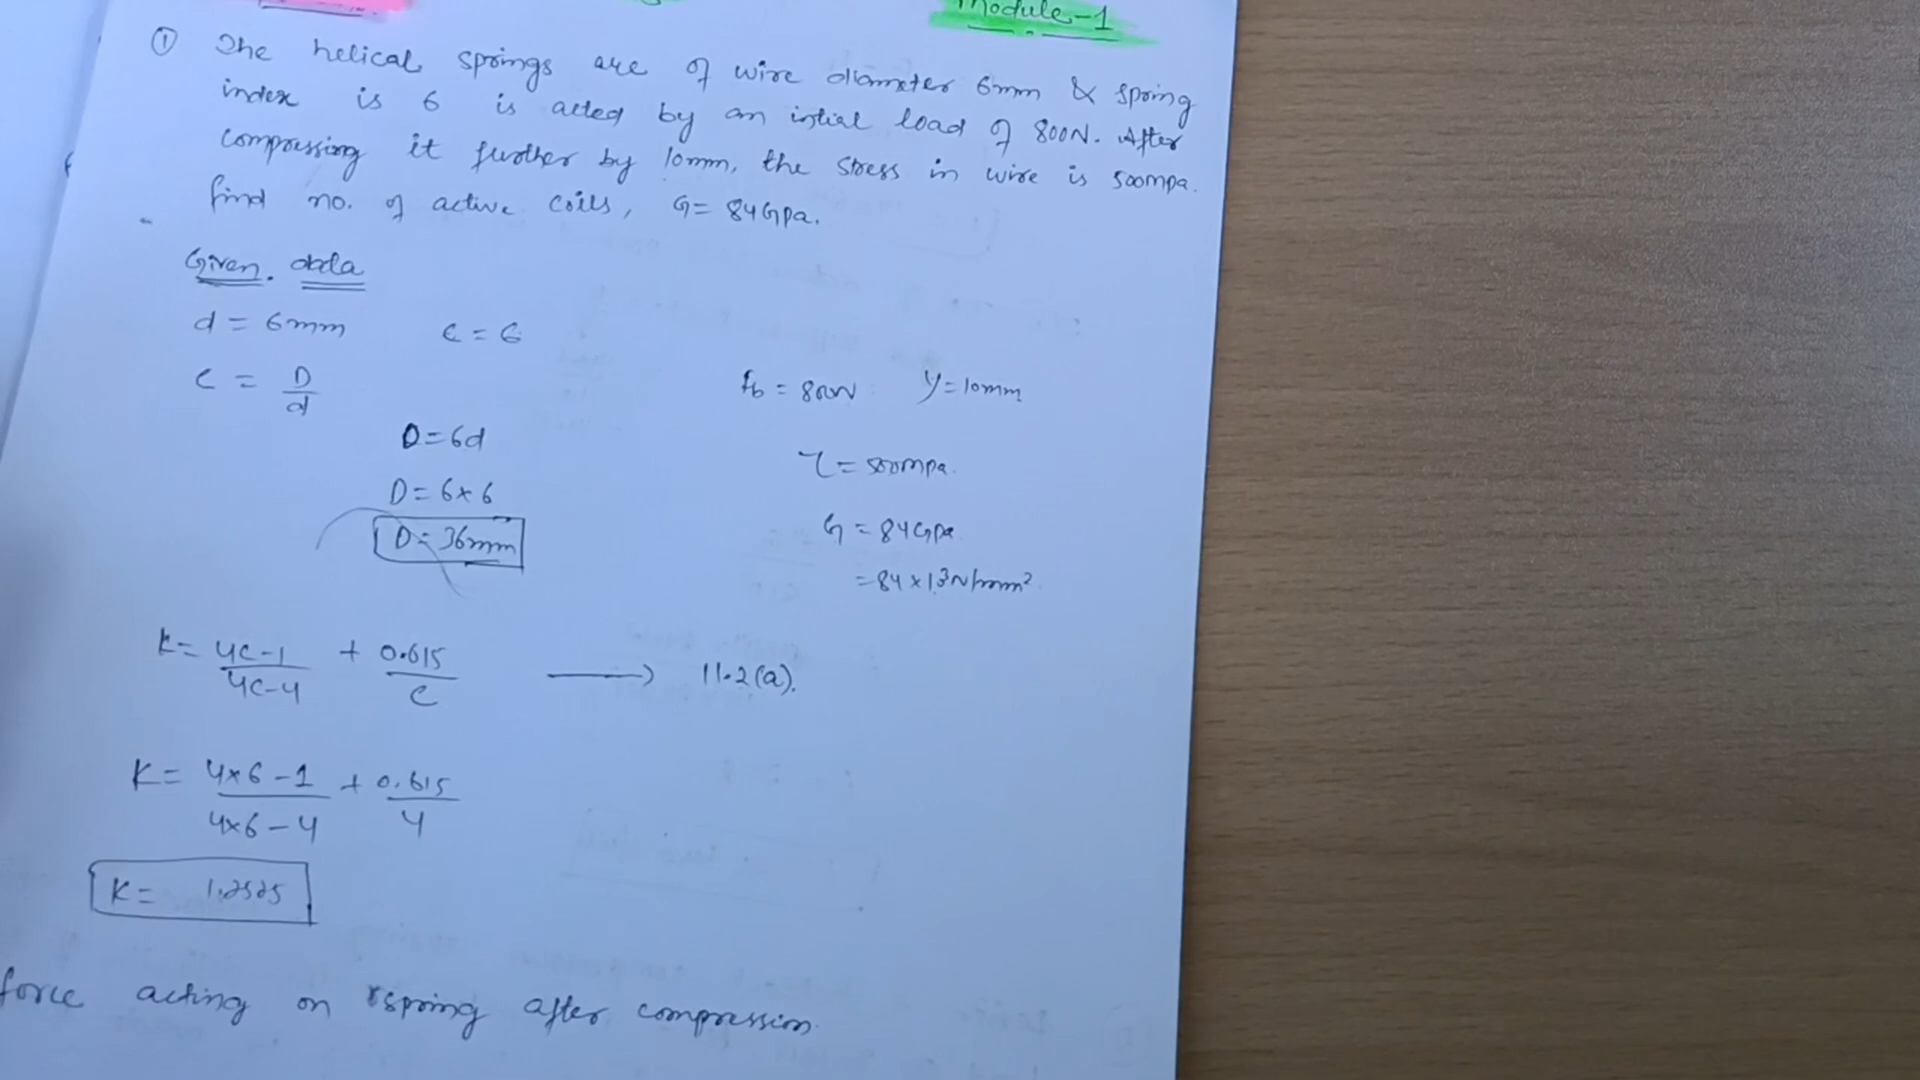 module-1
① The helical springs are of wire diameter 6mm & spring
index is 6 is acted by an intial load of 800N. After
compressing it further by 10mm, the stress in wire is 500mpa.
find no. of active coils, G= 84Gpa.
Given. data
d = 6mm C = 6
C = D/d
F = 800N y = 10mm
D = 6d
τ = 500mpa.
D = 6×6
D = 36mm
G = 84Gpa
= 84 × 13N/mm²
K = 4C-1/4C-4 + 0.615/C ⟶ 11.2(a).
K = 4×6-1/4×6-4 + 0.615/4
K = 1.2525
force acting on spring after compression.